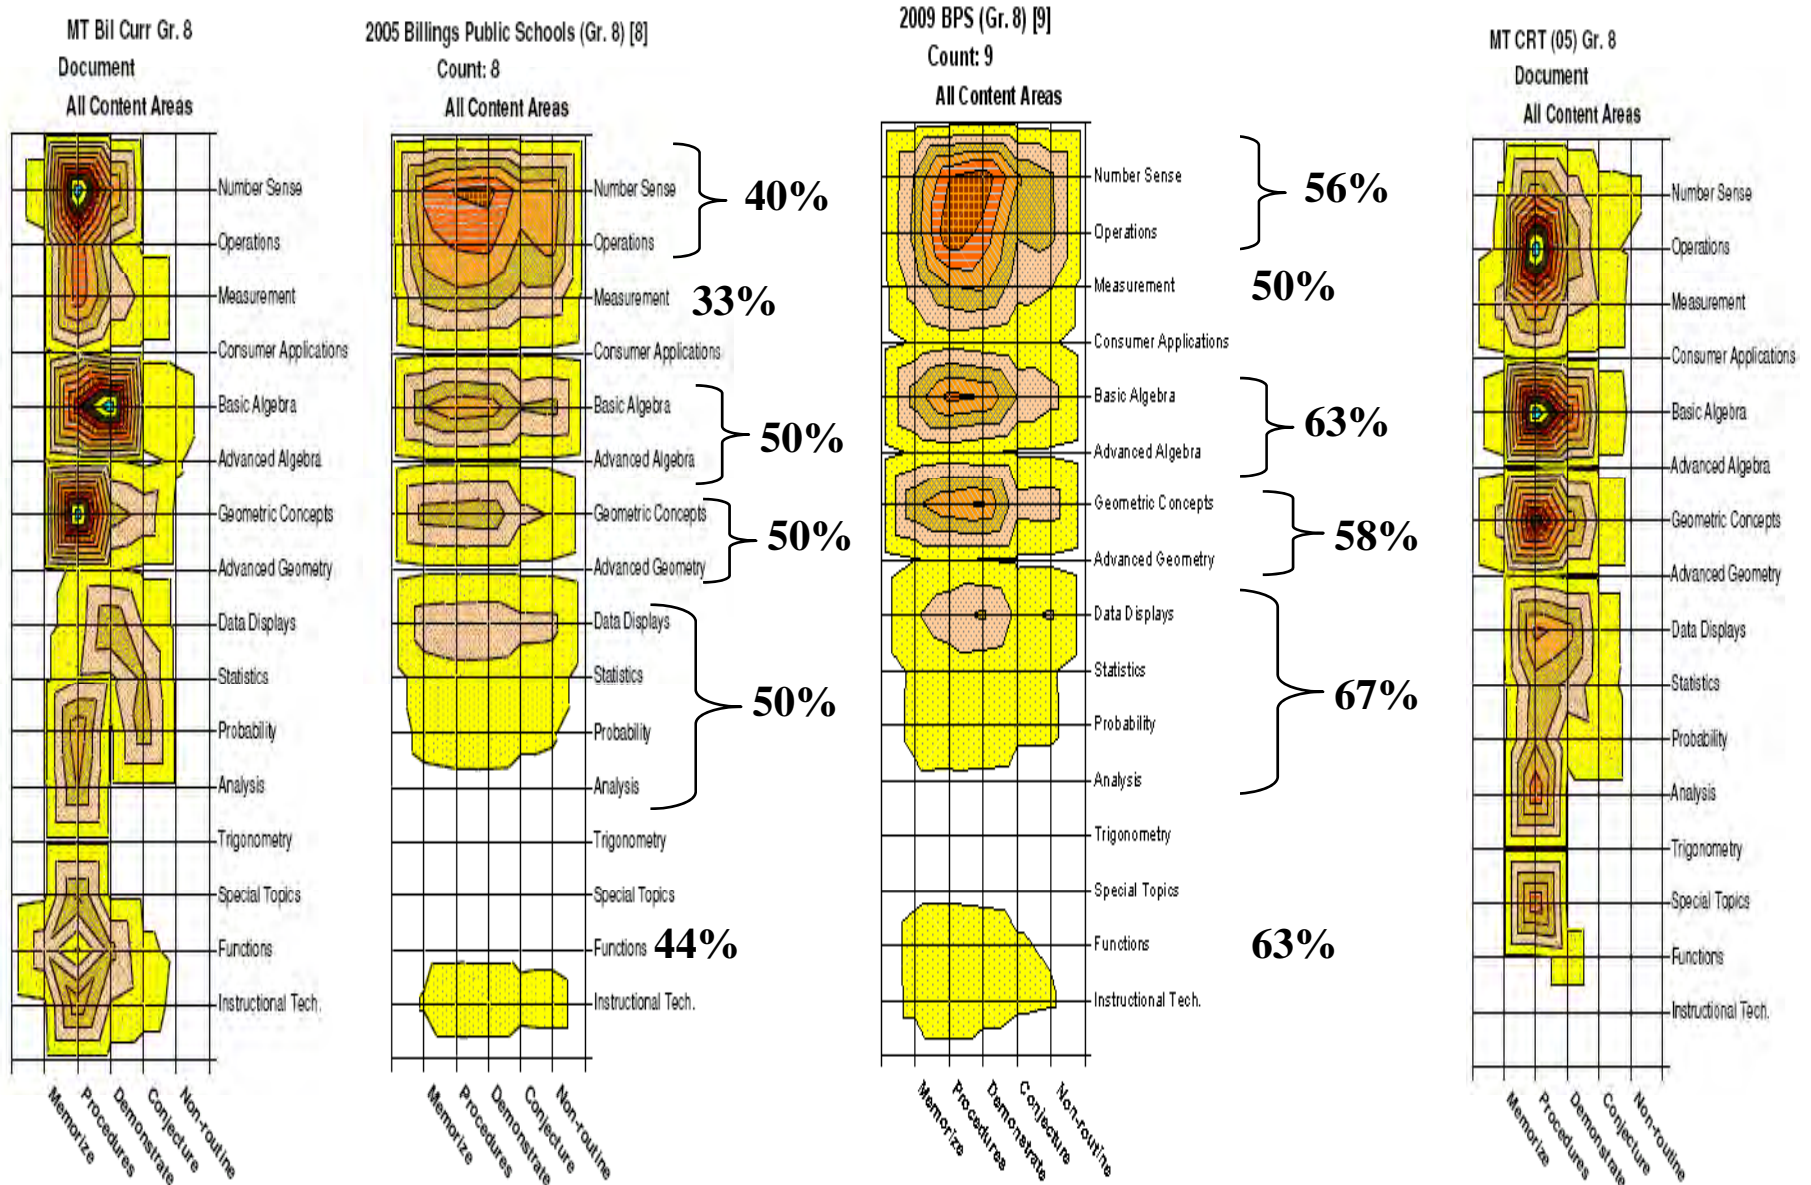 MT Bil Curr Gr. 8
Document
All Content Areas
Number Sense
Operations
Measurement
Consumer Applications
Basic Algebra
Advanced Algebra
Geometric Concepts
Advanced Geometry
Data Displays
Statistics
Probability
Analysis
Trigonometry
Special Topics
Functions
Instructional Tech.
Memorize
Procedures
Demonstrate
Conjecture
Non-routine
2005 Billings Public Schools (Gr. 8) [8]
Count: 8
All Content Areas
Number Sense
40%
Operations
Measurement 33%
Consumer Applications
Basic Algebra
50%
Advanced Algebra
Geometric Concepts
50%
Advanced Geometry
Data Displays
Statistics
50%
Probability
Analysis
Trigonometry
Special Topics
Functions 44%
Instructional Tech.
Memorize
Procedures
Demonstrate
Conjecture
Non-routine
2009 BPS (Gr. 8) [9]
Count: 9
All Content Areas
Number Sense
56%
Operations
Measurement 50%
Consumer Applications
Basic Algebra
63%
Advanced Algebra
Geometric Concepts
58%
Advanced Geometry
Data Displays
Statistics
67%
Probability
Analysis
Trigonometry
Special Topics
Functions 63%
Instructional Tech.
Memorize
Procedures
Demonstrate
Conjecture
Non-routine
MT CRT (05) Gr. 8
Document
All Content Areas
Number Sense
Operations
Measurement
Consumer Applications
Basic Algebra
Advanced Algebra
Geometric Concepts
Advanced Geometry
Data Displays
Statistics
Probability
Analysis
Trigonometry
Special Topics
Functions
Instructional Tech.
Memorize
Procedures
Demonstrate
Conjecture
Non-routine